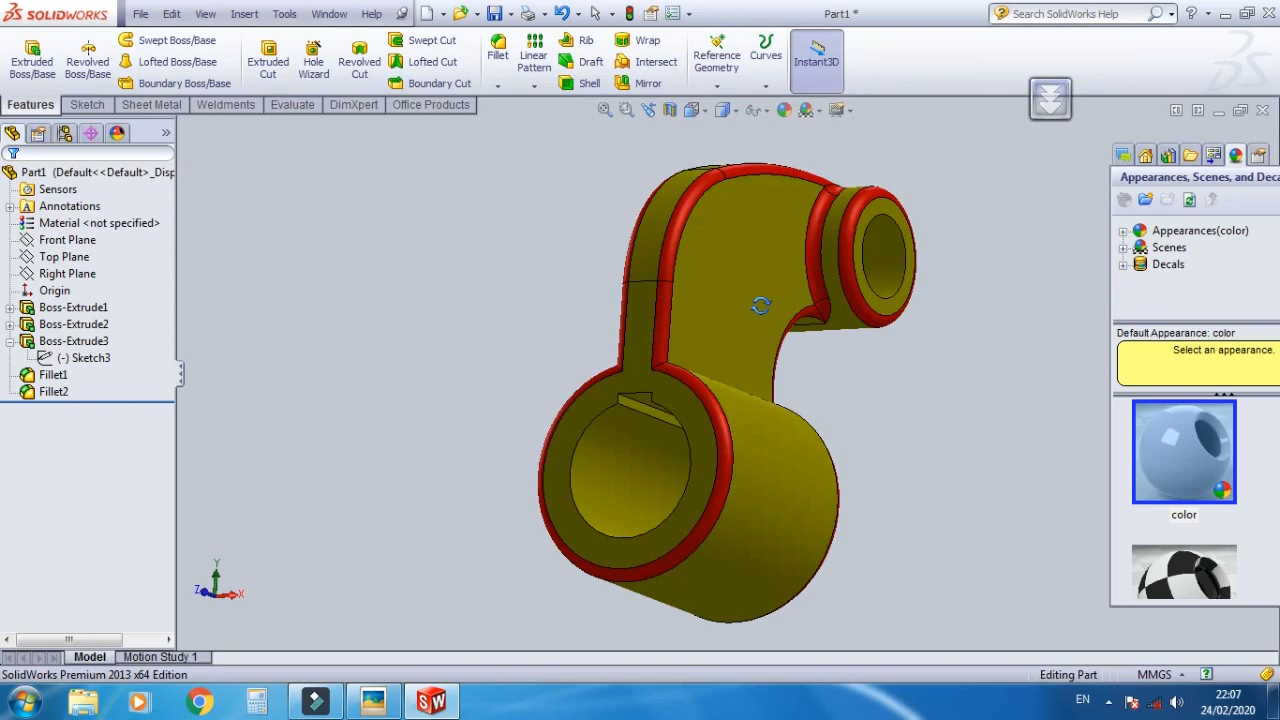 SOLIDWORKS File Edit View Insert Tools Window Help Part1 * Search SolidWorks Help
Extruded Boss/Base
Revolved Boss/Base
Swept Boss/Base
Lofted Boss/Base
Boundary Boss/Base
Extruded Cut
Hole Wizard
Revolved Cut
Swept Cut
Lofted Cut
Boundary Cut
Fillet
Linear Pattern
Rib
Draft
Shell
Wrap
Intersect
Mirror
Reference Geometry
Curves
Instant3D
Features Sketch Sheet Metal Weldments Evaluate DimXpert Office Products
Part1 (Default<<Default>_Disp
Sensors
Annotations
Material <not specified>
Front Plane
Top Plane
Right Plane
Origin
Boss-Extrude1
Boss-Extrude2
Boss-Extrude3
(-) Sketch3
Fillet1
Fillet2
Y
Z
X
Appearances, Scenes, and Deca
Appearances(color)
Scenes
Decals
Default Appearance: color
Select an appearance.
color
Model Motion Study 1
SolidWorks Premium 2013 x64 Edition Editing Part MMGS
EN
22:07
24/02/2020